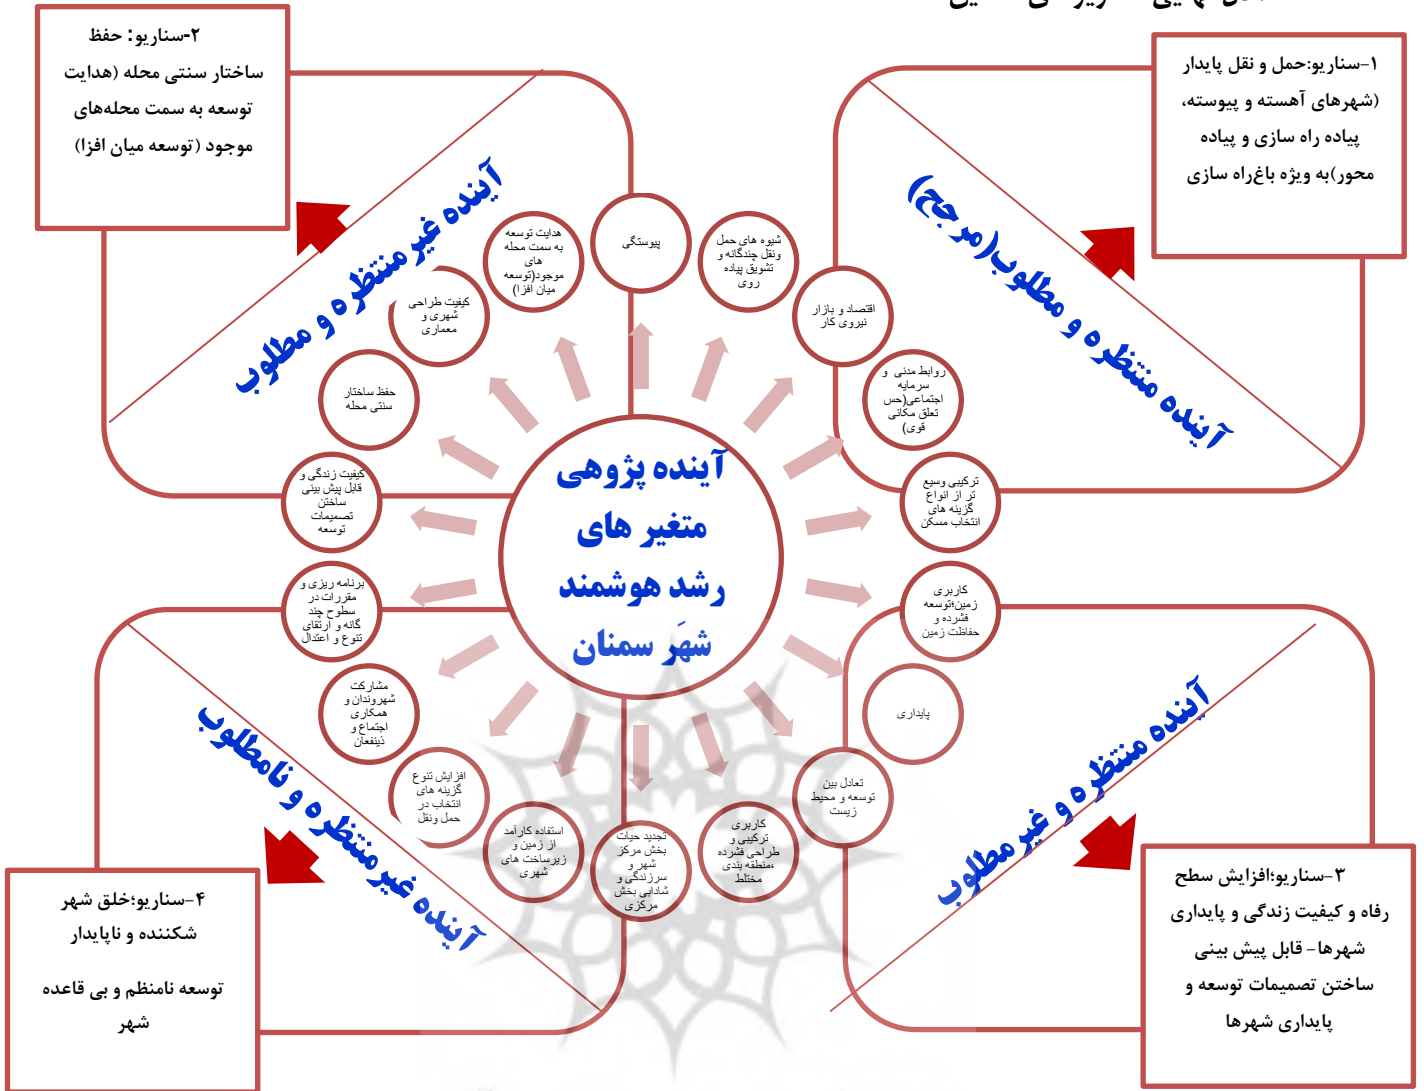 ۲-سناریو: حفظ
ساختار سنتی محله (هدایت
توسعه به سمت محله‌های
موجود (توسعه میان افزا)
۱-سناریو:حمل و نقل پایدار
(شهرهای آهسته و پیوسته،
پیاده راه سازی و پیاده
محور)به ویژه باغ‌راه سازی
آینده غیرمنتظره و مطلوب
آینده منتظره و مطلوب(مرجح)
پیوستگی
شیوه های حمل
ونقل چندگانه و
تشویق پیاده
روی
اقتصاد و بازار
نیروی کار
روابط مدنی و
سرمایه
اجتماعی(حس
تعلق مکانی
قوی)
ترکیبی وسیع
تر از انواع
گزینه های
انتخاب مسکن
کاربری
زمین؛توسعه
فشرده و
حفاظت زمین
پایداری
تعادل بین
توسعه و محیط
زیست
کاربری
ترکیبی و
طراحی فشرده
،منطقه بندی
مختلط
تجدید حیات
بخش مرکز
شهر و
سرزندگی و
شادابی بخش
مرکزی
استفاده کارآمد
از زمین و
زیرساخت های
شهری
افزایش تنوع
گزینه های
انتخاب در
حمل ونقل
مشارکت
شهروندان و
همکاری
اجتماع و
ذینفعان
برنامه ریزی و
مقررات در
سطوح چند
گانه و ارتقای
تنوع و اعتدال
کیفیت زندگی و
قابل پیش بینی
ساختن
تصمیمات
توسعه
حفظ ساختار
سنتی محله
کیفیت طراحی
شهری و
معماری
هدایت توسعه
به سمت محله
های
موجود(توسعه
میان افزا)
آینده پژوهی
متغیر های
رشد هوشمند
شهَر سمنان
آینده غیرمنتظره و نامطلوب
آینده منتظره و غیر مطلوب
۴-سناریو؛خلق شهر
شکننده و ناپایدار
توسعه نامنظم و بی قاعده
شهر
۳-سناریو؛افزایش سطح
رفاه و کیفیت زندگی و پایداری
شهرها- قابل پیش بینی
ساختن تصمیمات توسعه و
پایداری شهرها